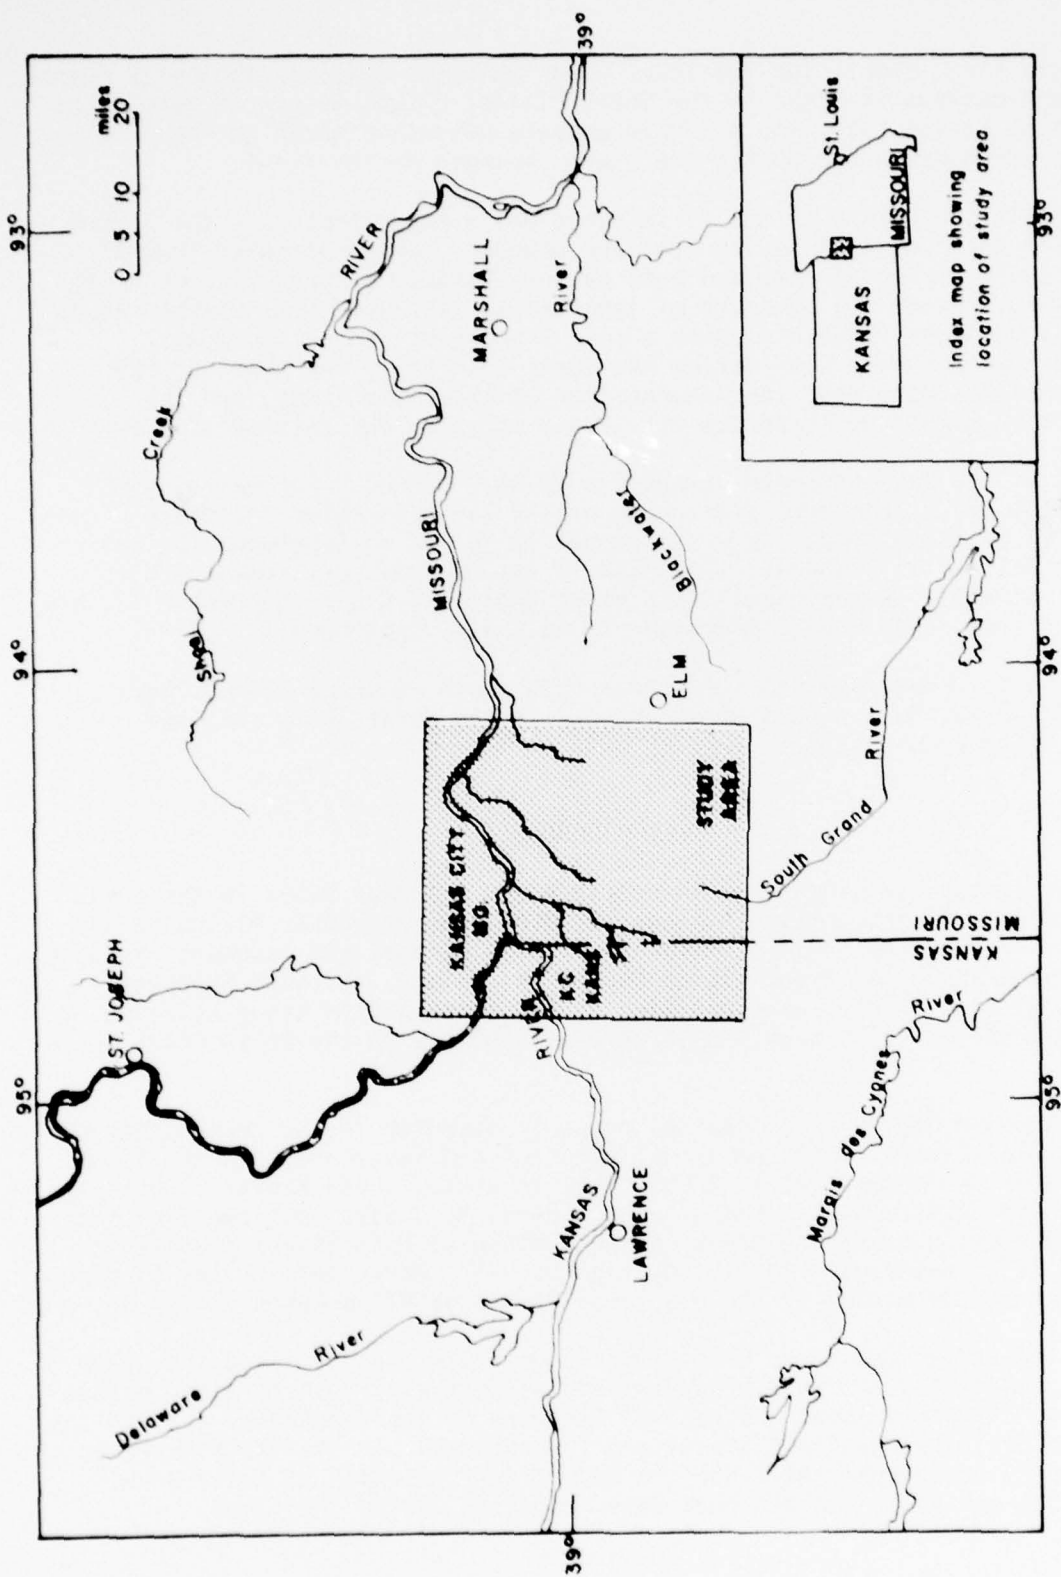 95°
94°
93°
miles
0 5 10 20
39°
39°
ST. JOSEPH
Shoal
Creek
RIVER
MISSOURI
MARSHALL
River
Blackwater
ELM
KANSAS CITY
MO
KC
KANS
STUDY
AREA
Delaware
River
KANSAS
RIVER
LAWRENCE
Marais
des Cygnes
River
KANSAS
MISSOURI
South Grand
River
KANSAS
MISSOURI
St. Louis
Index map showing
location of study area
95°
94°
93°